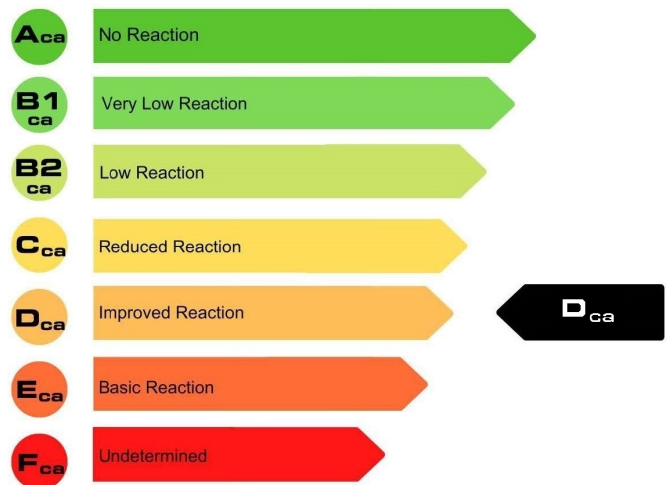 Aca No Reaction
B1 ca Very Low Reaction
B2 ca Low Reaction
Cca Reduced Reaction
Dca Improved Reaction Dca
Eca Basic Reaction
Fca Undetermined